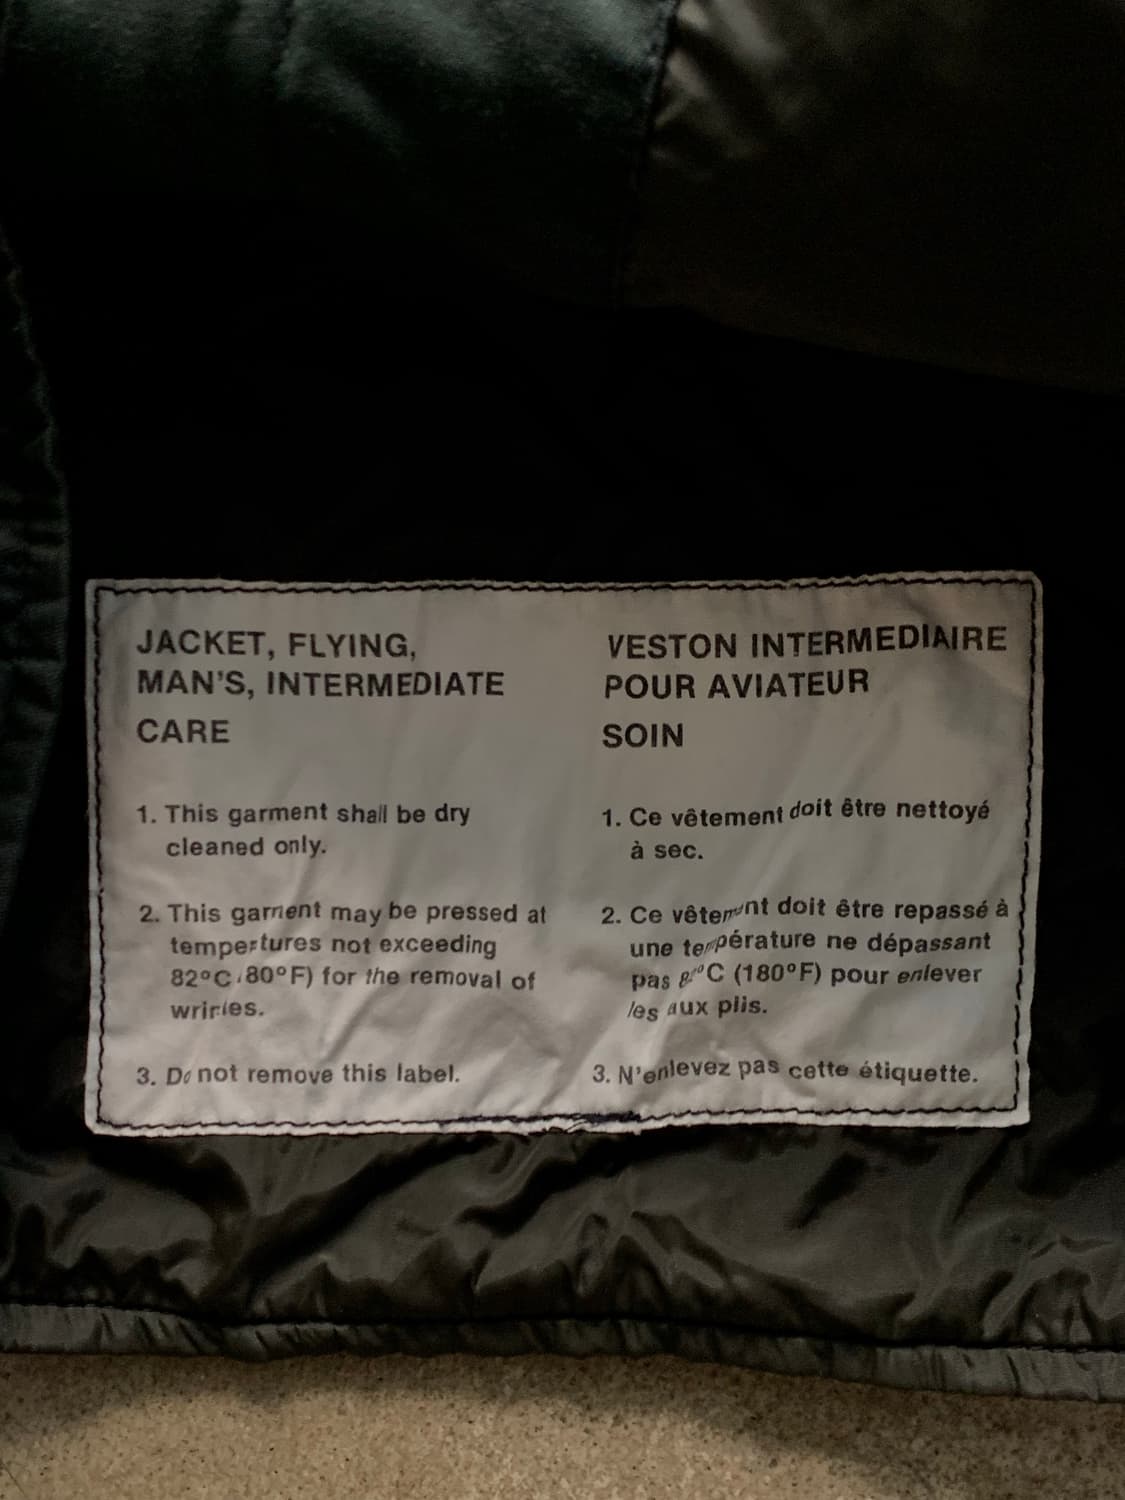 JACKET, FLYING,
MAN'S, INTERMEDIATE
CARE
1. This garment shall be dry
cleaned only.
2. This garment may be pressed at
temperatures not exceeding
82°C 80°F) for the removal of
3. Do not remove this label.
VESTON INTERMEDIAIRE
POUR AVIATEUR
SOIN
1. Ce vêtement doit être nettoyé
à sec.
2. Ce vêtement doit être repassé à
une température ne dépassant
pas °C (180°F) pour enlever
les aux plis.
3. N'enlevez pas cette étiquette.